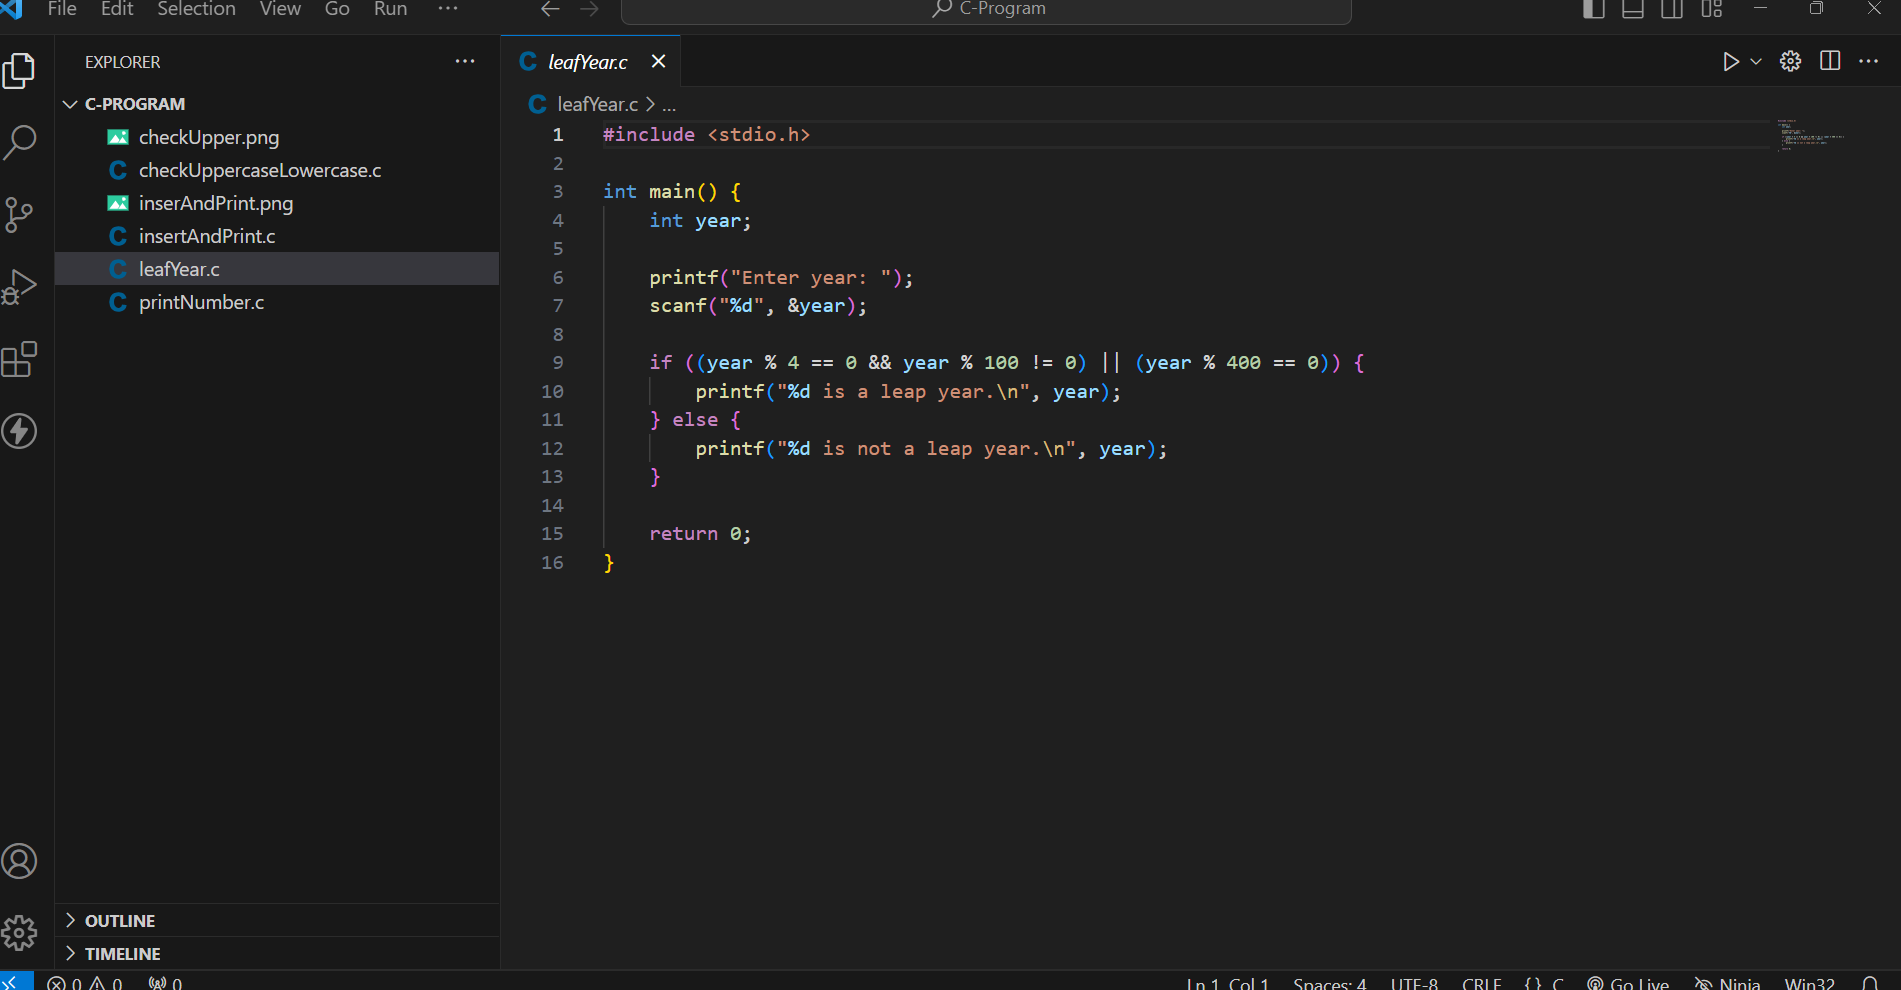 File Edit Selection View Go Run ··· C-Program
EXPLORER ···
C-PROGRAM
checkUpper.png
C checkUppercaseLowercase.c
inserAndPrint.png
C insertAndPrint.c
C leafYear.c
C printNumber.c
OUTLINE
TIMELINE
C leafYear.c
C leafYear.c > ...
1 #include <stdio.h>
2
3 int main() {
4     int year;
5
6     printf("Enter year: ");
7     scanf("%d", &year);
8
9     if ((year % 4 == 0 && year % 100 != 0) || (year % 400 == 0)) {
10         printf("%d is a leap year.\n", year);
11     } else {
12         printf("%d is not a leap year.\n", year);
13     }
14
15     return 0;
16 }
0 0 0 Ln 1, Col 1 Spaces: 4 UTF-8 CRLF {} C Go Live Ninja Win32